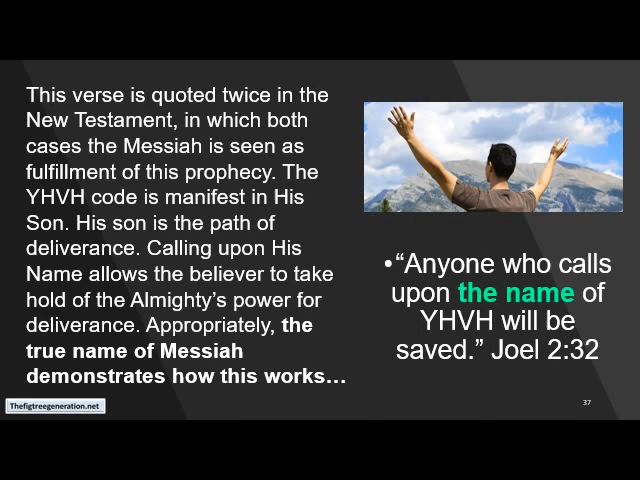 This verse is quoted twice in the
New Testament, in which both
cases the Messiah is seen as
fulfillment of this prophecy. The
YHVH code is manifest in His
Son. His son is the path of
deliverance. Calling upon His
Name allows the believer to take
hold of the Almighty’s power for
deliverance. Appropriately, the
true name of Messiah
demonstrates how this works…
•“Anyone who calls
upon the name of
YHVH will be
saved.” Joel 2:32
Thefigtreegeneration.net
37